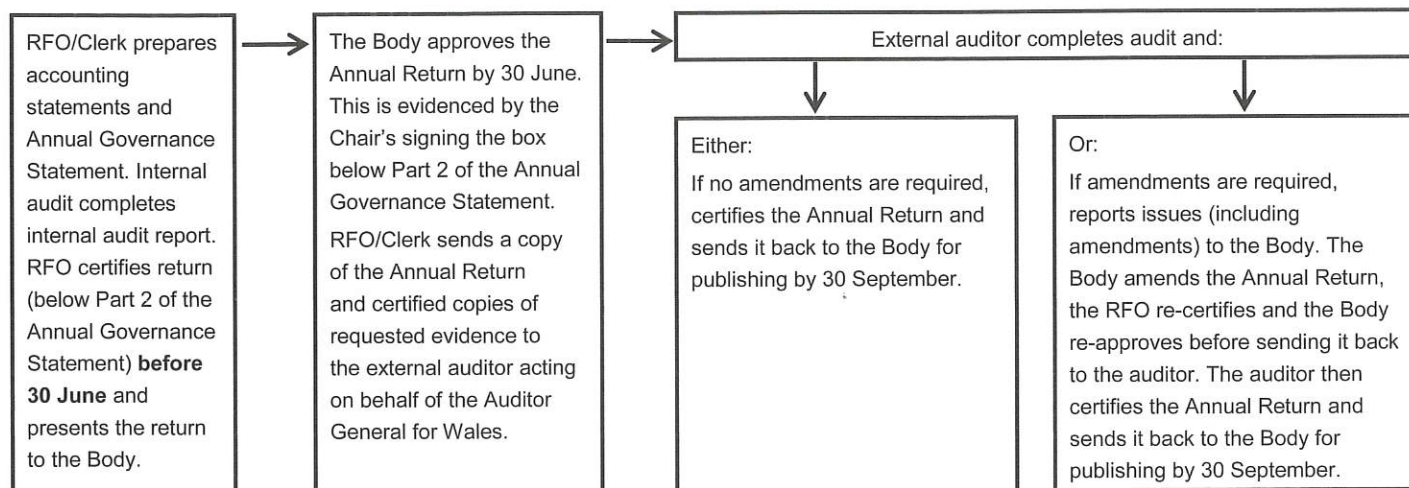 RFO/Clerk prepares
accounting
statements and
Annual Governance
Statement. Internal
audit completes
internal audit report.
RFO certifies return
(below Part 2 of the
Annual Governance
Statement) before
30 June and
presents the return
to the Body.
The Body approves the
Annual Return by 30 June.
This is evidenced by the
Chair's signing the box
below Part 2 of the Annual
Governance Statement.
RFO/Clerk sends a copy
of the Annual Return
and certified copies of
requested evidence to
the external auditor acting
on behalf of the Auditor
General for Wales.
External auditor completes audit and:
Either:
If no amendments are required,
certifies the Annual Return and
sends it back to the Body for
publishing by 30 September.
Or:
If amendments are required,
reports issues (including
amendments) to the Body. The
Body amends the Annual Return,
the RFO re-certifies and the Body
re-approves before sending it back
to the auditor. The auditor then
certifies the Annual Return and
sends it back to the Body for
publishing by 30 September.